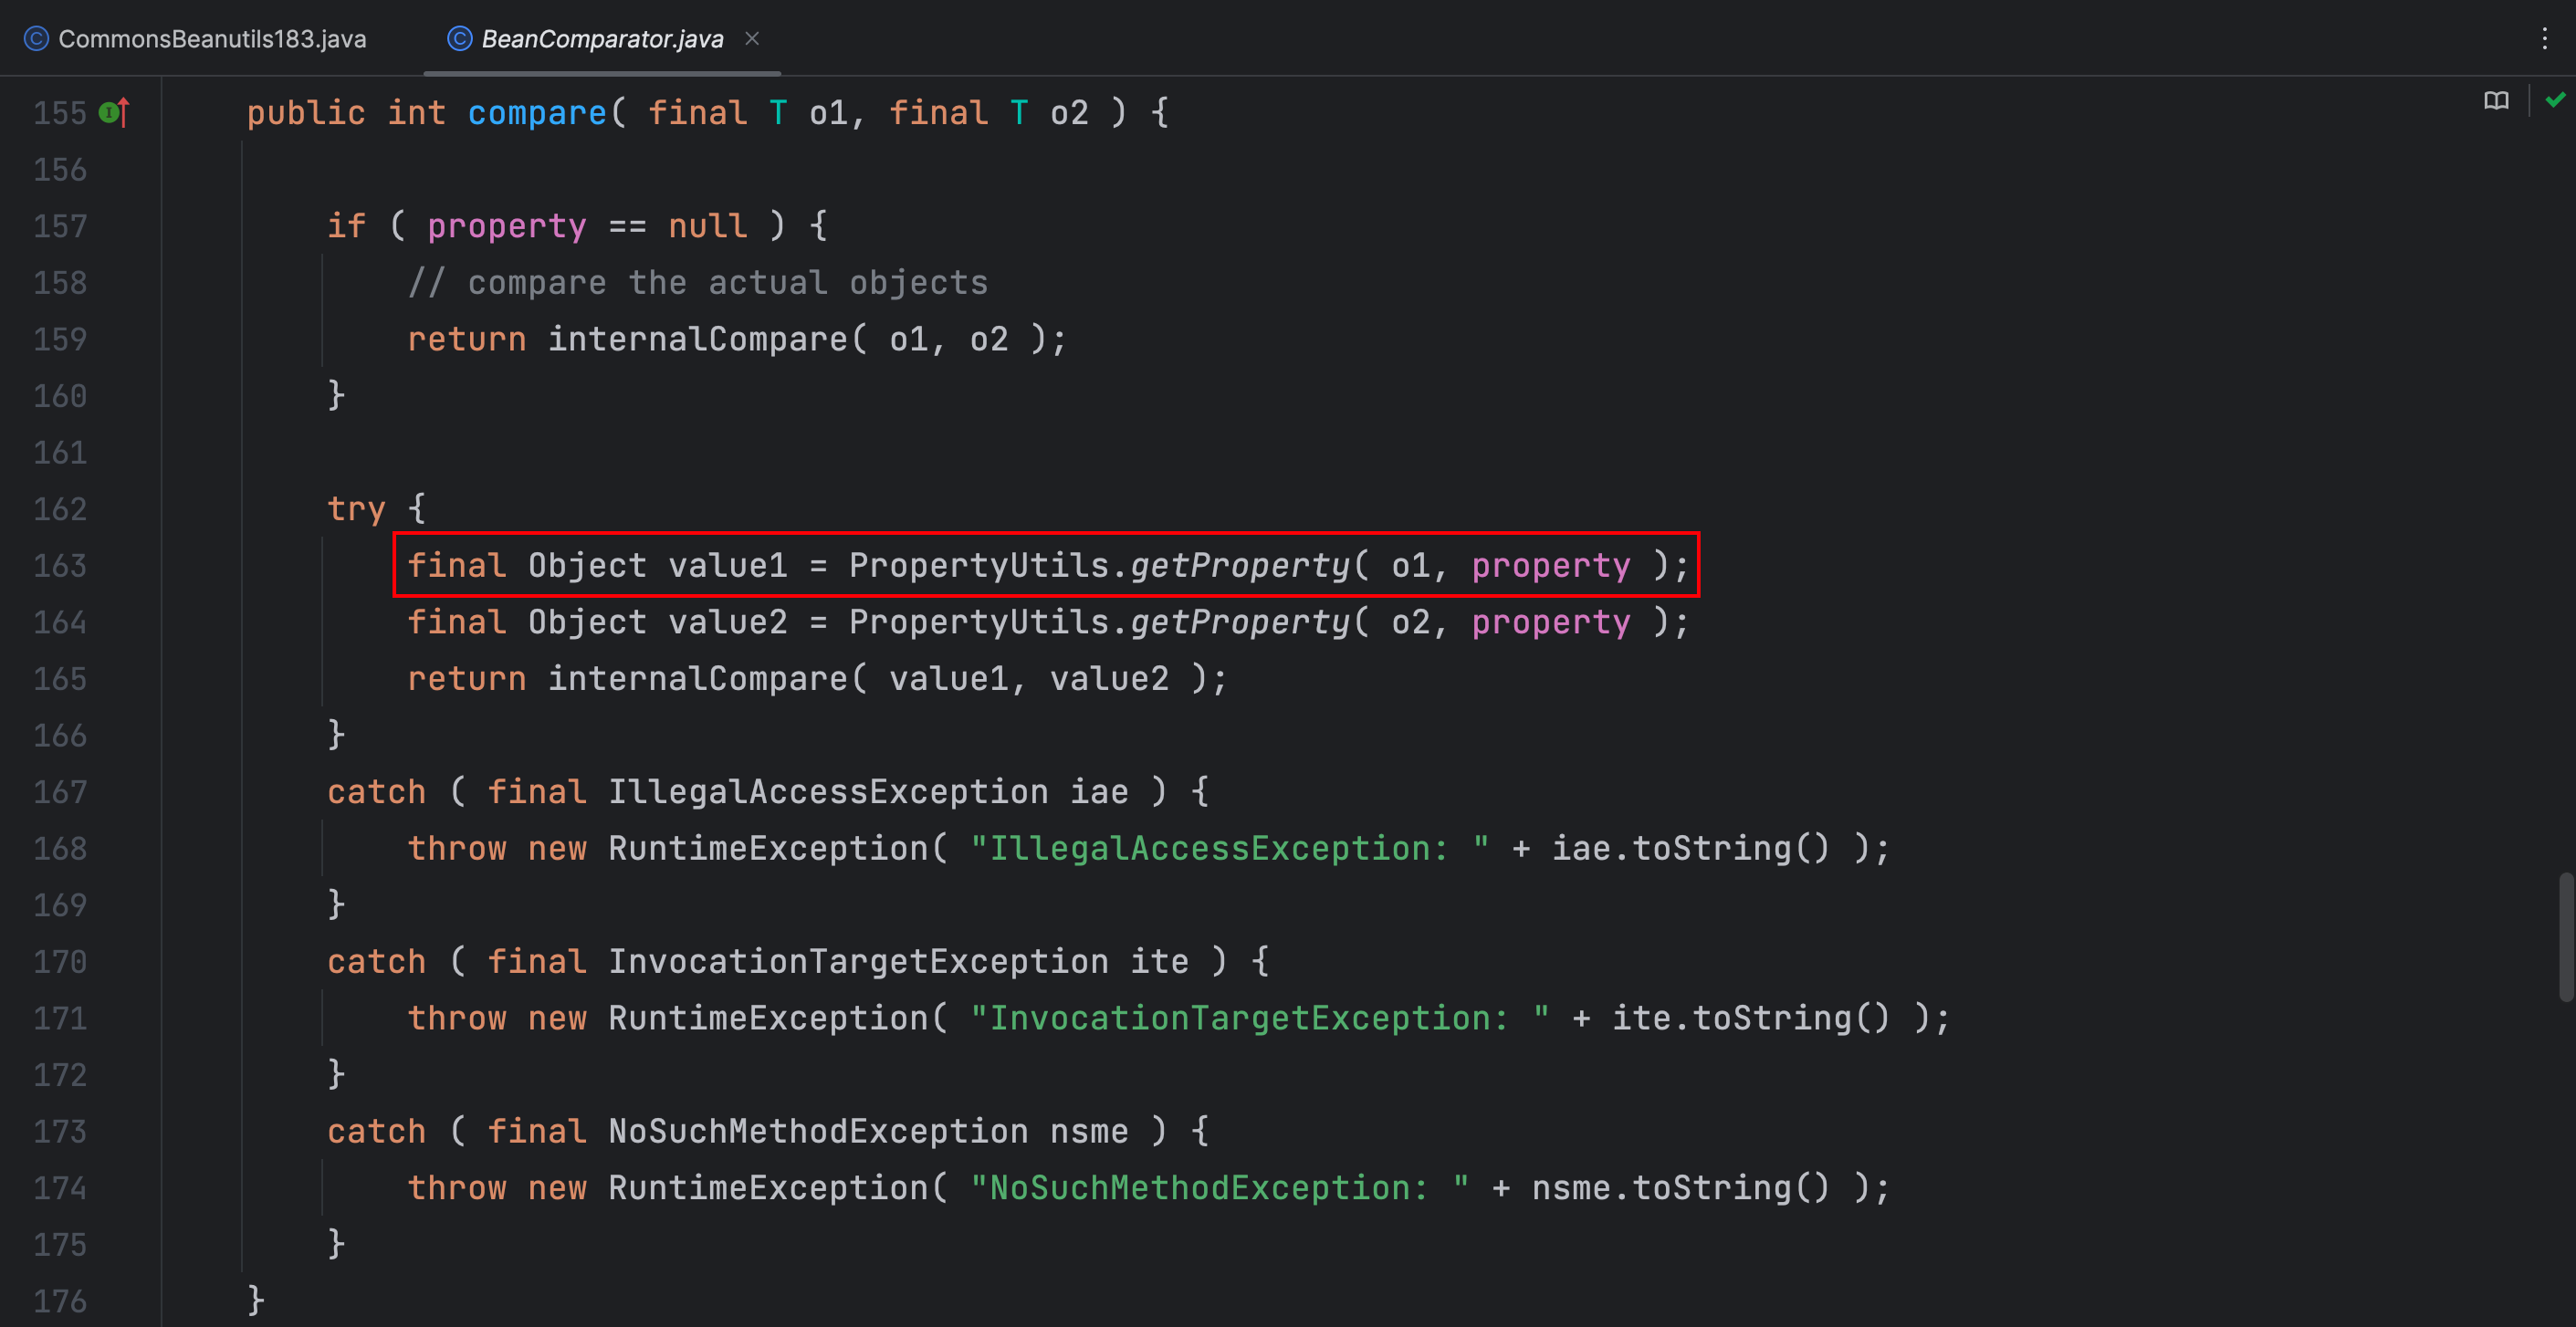 CommonsBeanutils183.java BeanComparator.java
155 public int compare( final T o1, final T o2 ) {
156
157 if ( property == null ) {
158 // compare the actual objects
159 return internalCompare( o1, o2 );
160 }
161
162 try {
163 final Object value1 = PropertyUtils.getProperty( o1, property );
164 final Object value2 = PropertyUtils.getProperty( o2, property );
165 return internalCompare( value1, value2 );
166 }
167 catch ( final IllegalAccessException iae ) {
168 throw new RuntimeException( "IllegalAccessException: " + iae.toString() );
169 }
170 catch ( final InvocationTargetException ite ) {
171 throw new RuntimeException( "InvocationTargetException: " + ite.toString() );
172 }
173 catch ( final NoSuchMethodException nsme ) {
174 throw new RuntimeException( "NoSuchMethodException: " + nsme.toString() );
175 }
176 }